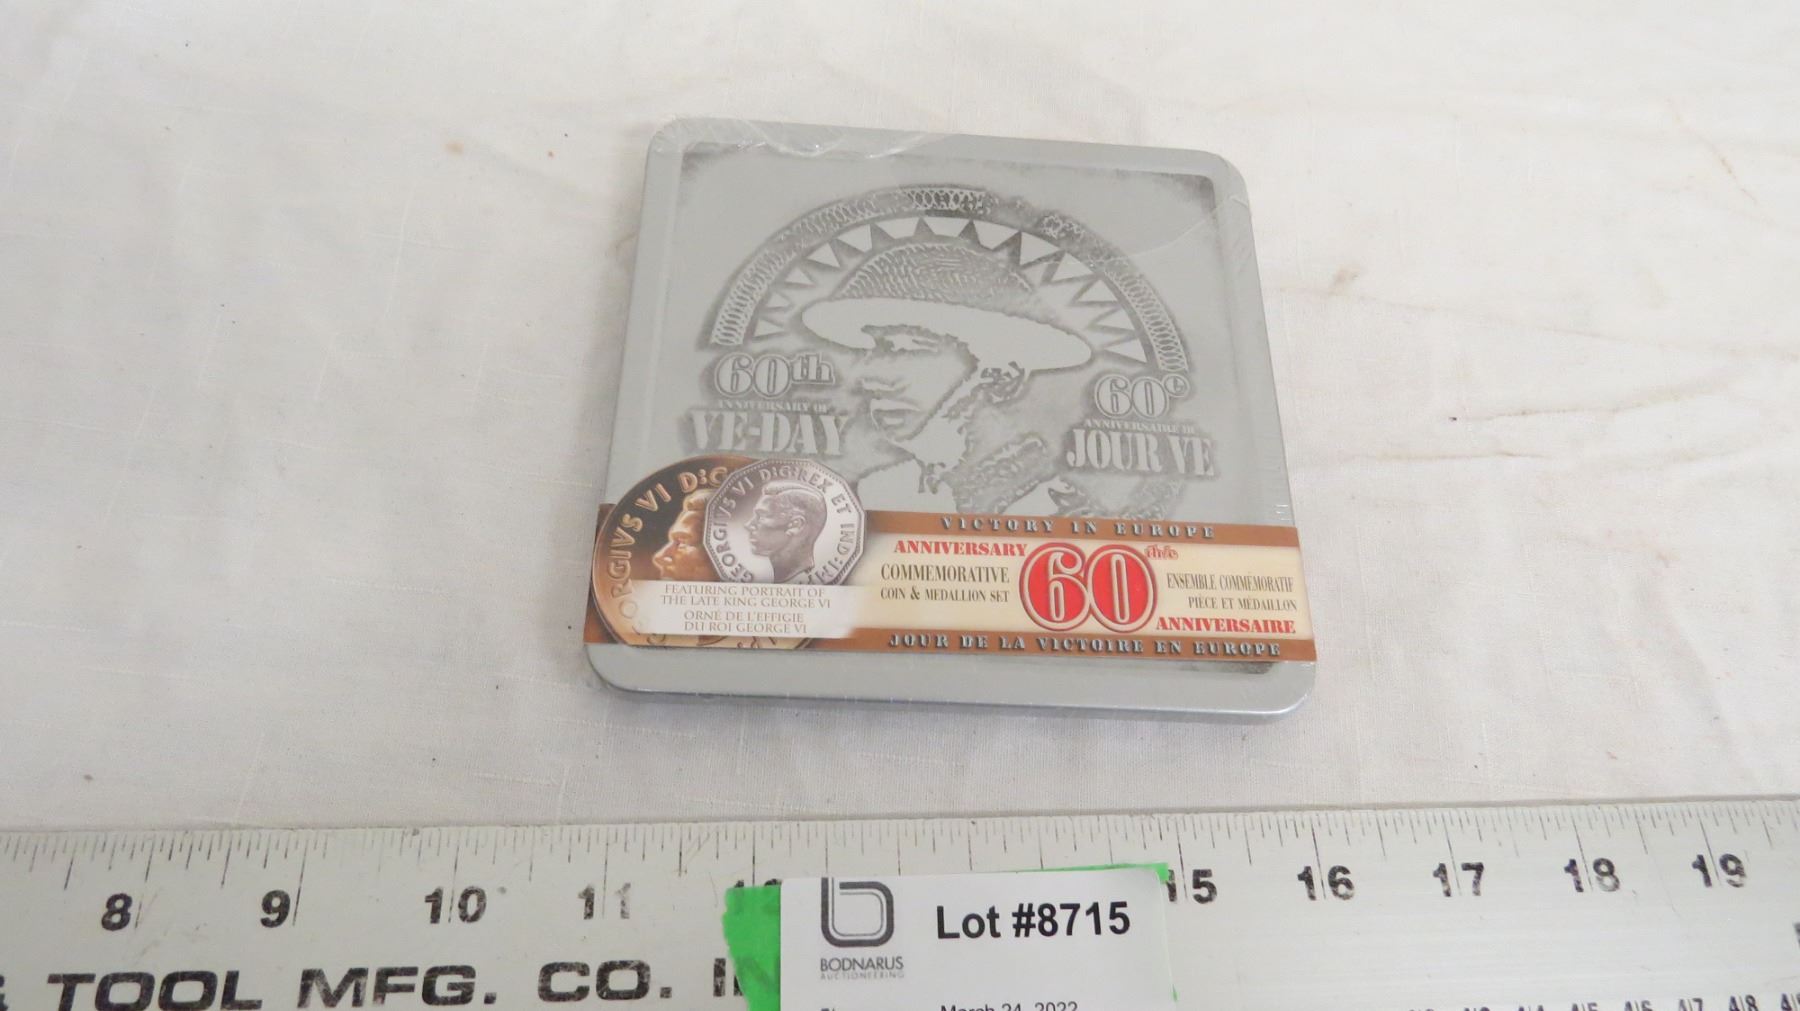 60th
ANNIVERSARY OF
VE-DAY
60e
ANNIVERSAIRE DU
JOUR VE
GEORGIVS VI D:G:REX ET IND:IMP
ORGIVS VI D:G
FEATURING PORTRAIT OF
THE LATE KING GEORGE VI
ORNÉ DE L'EFFIGIE
DU ROI GEORGE VI
VICTORY IN EUROPE
ANNIVERSARY
COMMEMORATIVE
COIN & MEDALLION SET
60th/e
ENSEMBLE COMMÉMORATIF
PIÈCE ET MÉDAILLON
ANNIVERSAIRE
JOUR DE LA VICTOIRE EN EUROPE
8 9 10 11 15 16 17 18 19
TOOL MFG. CO.
Lot #8715
BODNARUS
AUCTIONEERING
March 24, 2022